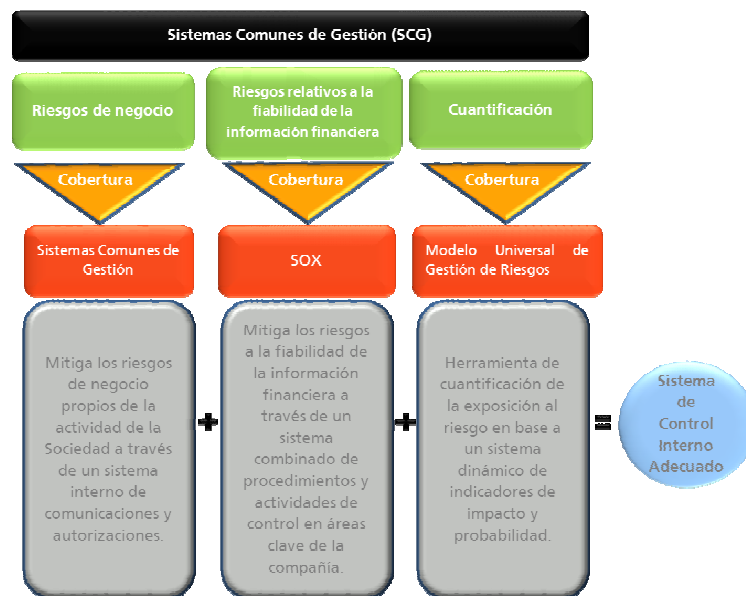 Sistemas Comunes de Gestión (SCG)
Riesgos de negocio
Riesgos relativos a la
fiabilidad de la
información financiera
Cuantificación
Cobertura
Cobertura
Cobertura
Sistemas Comunes de
Gestión
SOX
Modelo Universal de
Gestión de Riesgos
Mitiga los riesgos
de negocio
propios de la
actividad de la
Sociedad a través
de un sistema
interno de
comunicaciones y
autorizaciones.
+
Mitiga los riesgos
a la fiabilidad de
la información
financiera a
través de un
sistema
combinado de
procedimientos y
actividades de
control en áreas
clave de la
compañía.
+
Herramienta de
cuantificación de
la exposición al
riesgo en base a
un sistema
dinámico de
indicadores de
impacto y
probabilidad.
=
Sistema
de
Control
Interno
Adecuado